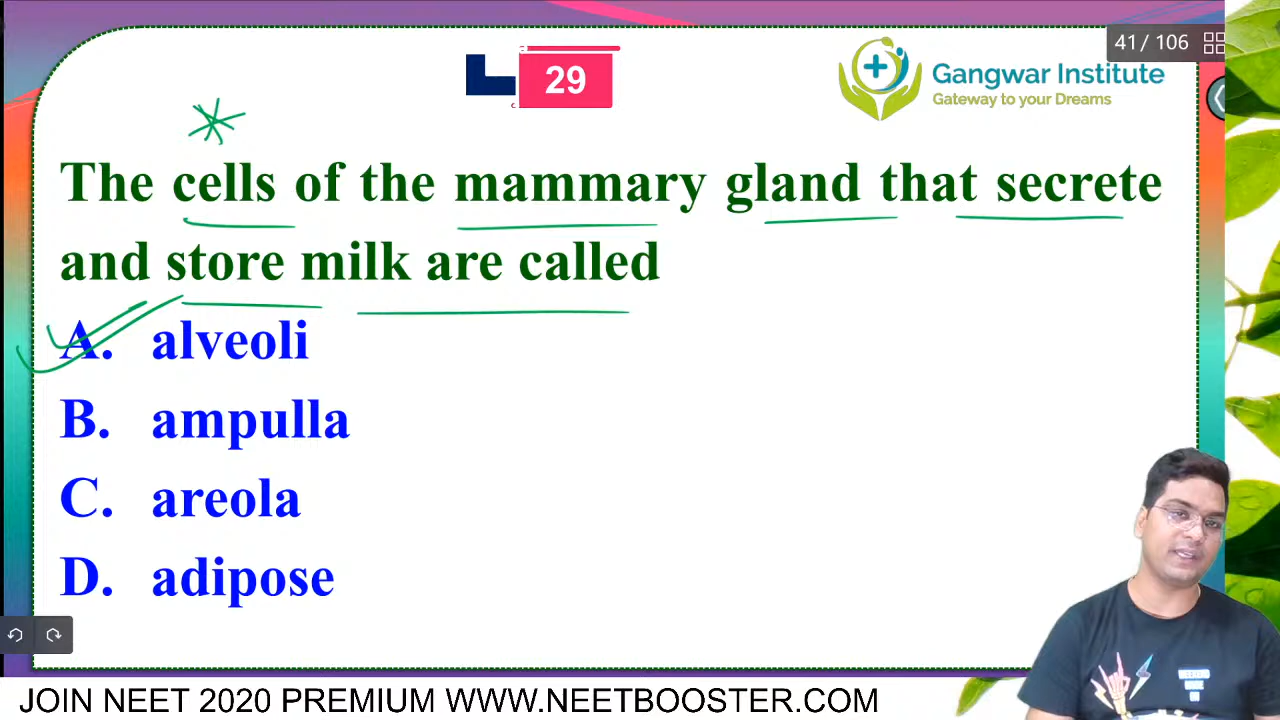 41 / 106
29
Gangwar Institute
Gateway to your Dreams
The cells of the mammary gland that secrete
and store milk are called
A. alveoli
B. ampulla
C. areola
D. adipose
JOIN NEET 2020 PREMIUM WWW.NEETBOOSTER.COM